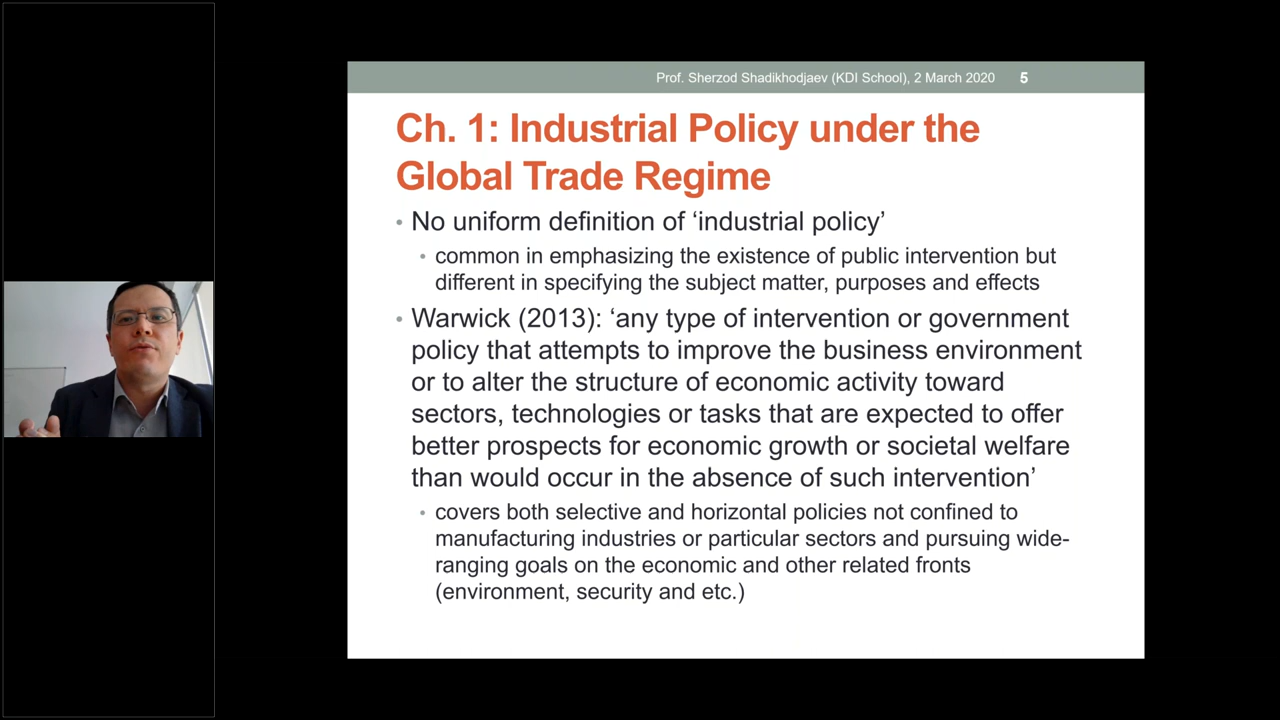 Prof. Sherzod Shadikhodjaev (KDI School), 2 March 2020 5
Ch. 1: Industrial Policy under the
Global Trade Regime
• No uniform definition of ‘industrial policy’
• common in emphasizing the existence of public intervention but
different in specifying the subject matter, purposes and effects
• Warwick (2013): ‘any type of intervention or government
policy that attempts to improve the business environment
or to alter the structure of economic activity toward
sectors, technologies or tasks that are expected to offer
better prospects for economic growth or societal welfare
than would occur in the absence of such intervention’
• covers both selective and horizontal policies not confined to
manufacturing industries or particular sectors and pursuing wide-
ranging goals on the economic and other related fronts
(environment, security and etc.)